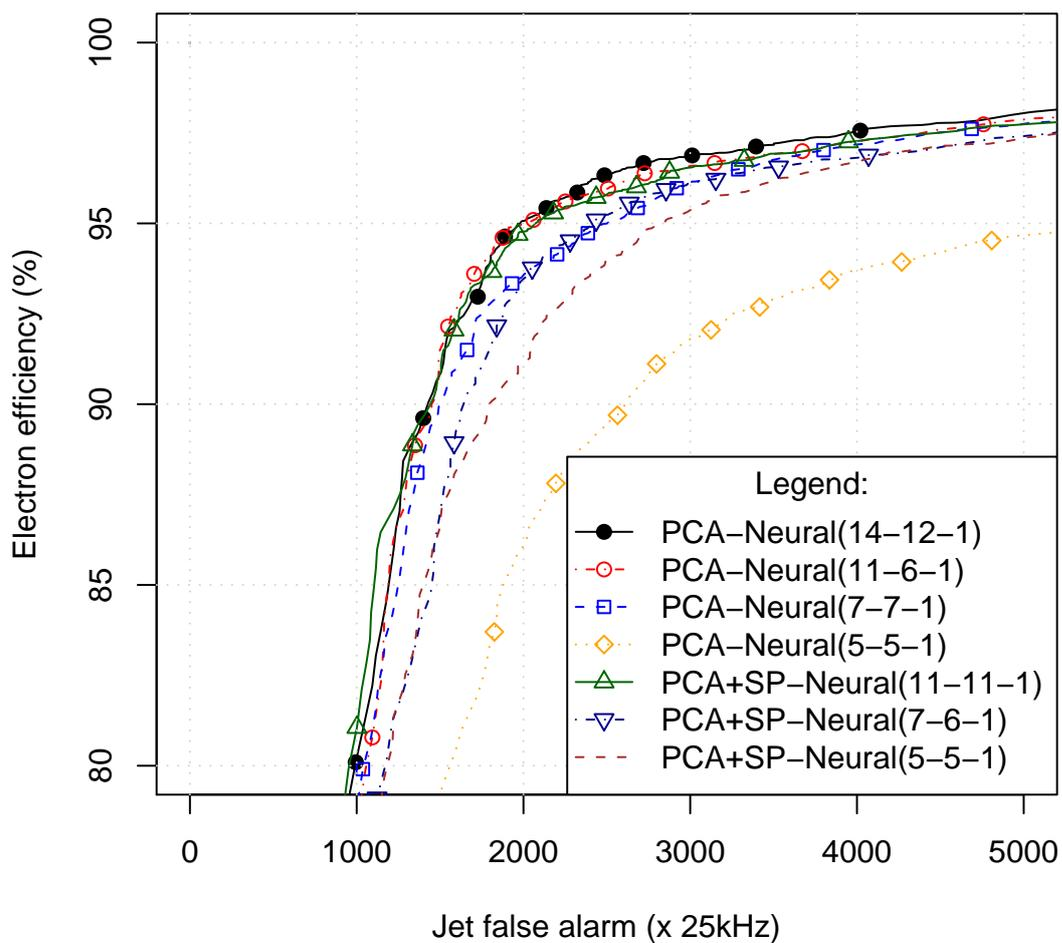 100
95
90
85
80
Electron efficiency (%)
Legend:
PCA−Neural(14−12−1)
PCA−Neural(11−6−1)
PCA−Neural(7−7−1)
PCA−Neural(5−5−1)
PCA+SP−Neural(11−11−1)
PCA+SP−Neural(7−6−1)
PCA+SP−Neural(5−5−1)
0 1000 2000 3000 4000 5000
Jet false alarm (x 25kHz)